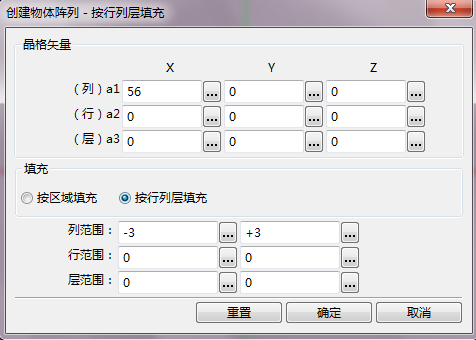 创建物体阵列 - 按行列层填充
晶格矢量
X Y Z
（列）a1 56 ... 0 ... 0 ...
（行）a2 0 ... 0 ... 0 ...
（层）a3 0 ... 0 ... 0 ...
填充
按区域填充 按行列层填充
列范围： -3 ... +3 ...
行范围： 0 ... 0 ...
层范围： 0 ... 0 ...
重置 确定 取消